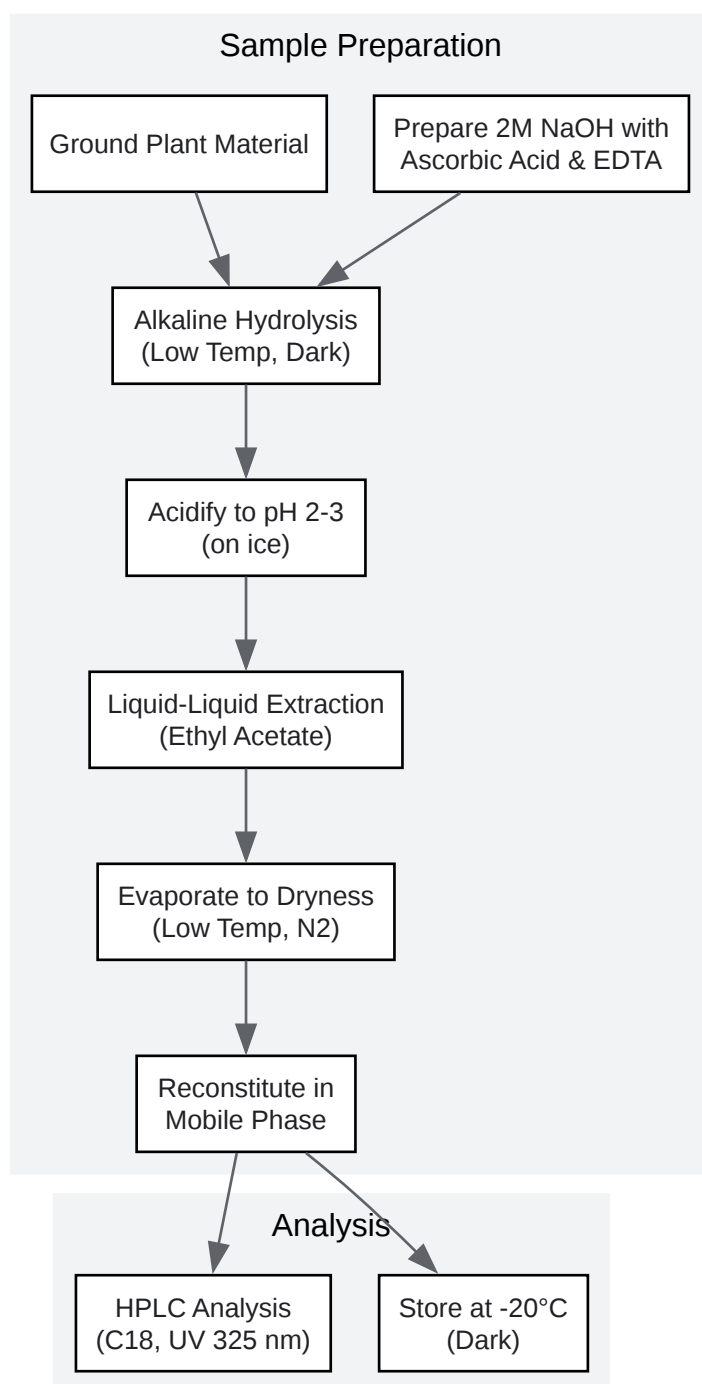 Sample Preparation
Ground Plant Material
Prepare 2M NaOH with
Ascorbic Acid & EDTA
Alkaline Hydrolysis
(Low Temp, Dark)
Acidify to pH 2-3
(on ice)
Liquid-Liquid Extraction
(Ethyl Acetate)
Evaporate to Dryness
(Low Temp, N2)
Reconstitute in
Mobile Phase
Analysis
HPLC Analysis
(C18, UV 325 nm)
Store at -20°C
(Dark)